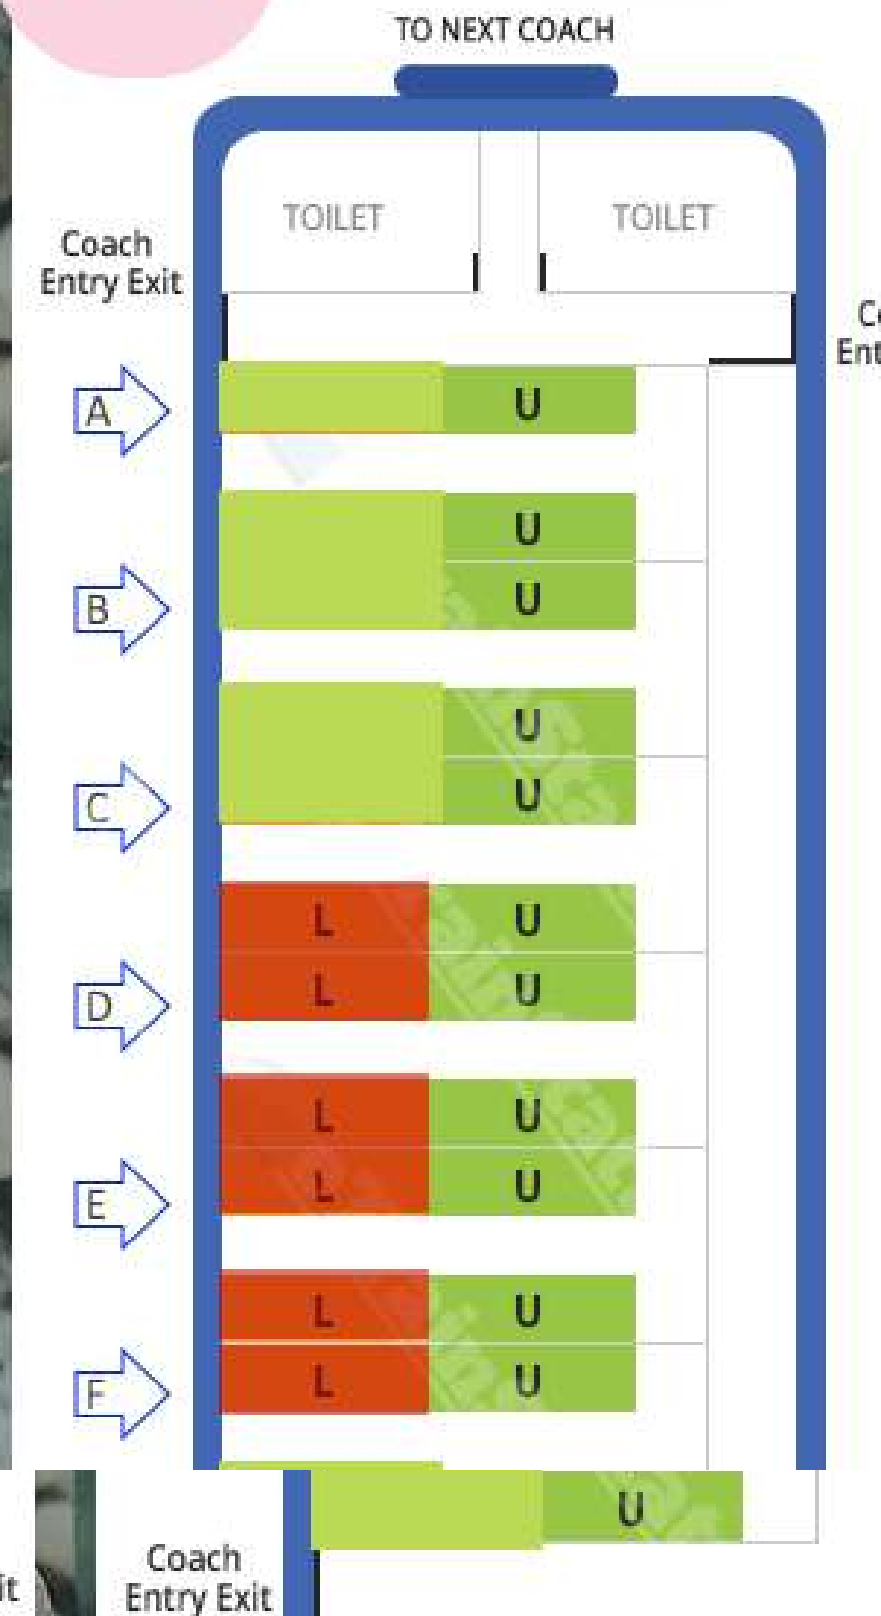 TO NEXT COACH
TOILET TOILET
Coach
Entry Exit
A U
U
B U
U
C U
L U
D L U
L U
E L U
L U
F L U
U
Coach
Entry Exit